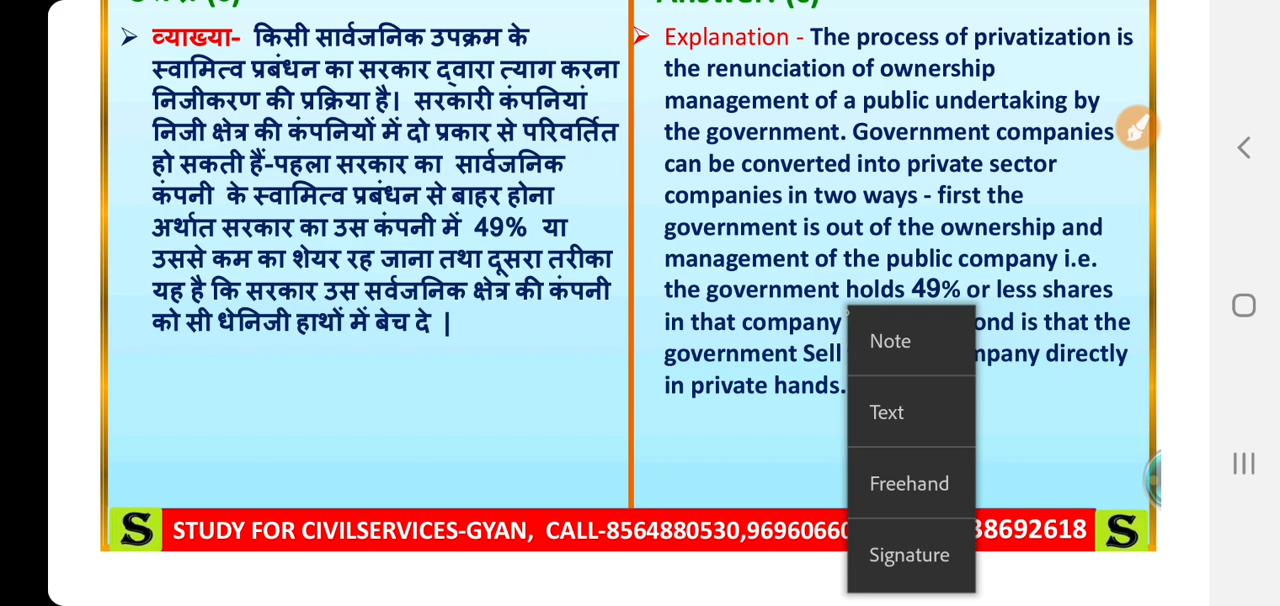 व्याख्या- किसी सार्वजनिक उपक्रम के
स्वामित्व प्रबंधन का सरकार द्वारा त्याग करना
निजीकरण की प्रक्रिया है। सरकारी कंपनियां
निजी क्षेत्र की कंपनियों में दो प्रकार से परिवर्तित
हो सकती हैं-पहला सरकार का सार्वजनिक
कंपनी के स्वामित्व प्रबंधन से बाहर होना
अर्थात सरकार का उस कंपनी में 49% या
उससे कम का शेयर रह जाना तथा दूसरा तरीका
यह है कि सरकार उस सर्वजनिक क्षेत्र की कंपनी
को सी धेनिजी हाथों में बेच दे |
Explanation - The process of privatization is
the renunciation of ownership
management of a public undertaking by
the government. Government companies
can be converted into private sector
companies in two ways - first the
government is out of the ownership and
management of the public company i.e.
the government holds 49% or less shares
in that company ond is that the
government Sell mpany directly
in private hands.
Note
Text
Freehand
Signature
S STUDY FOR CIVILSERVICES-GYAN, CALL-8564880530,96960660 38692618 S